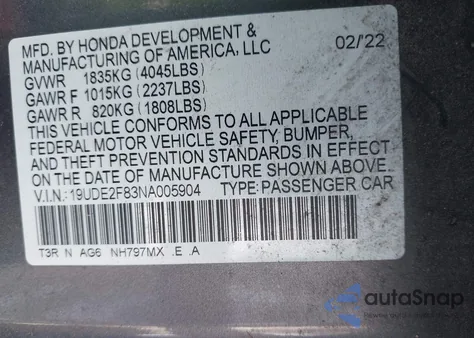 MFD. BY HONDA DEVELOPMENT &
MANUFACTURING OF AMERICA, LLC 02/22
GVWR 1835KG (4045LBS)
GAWR F 1015KG (2237LBS)
GAWR R 820KG (1808LBS)
THIS VEHICLE CONFORMS TO ALL APPLICABLE
FEDERAL MOTOR VEHICLE SAFETY, BUMPER,
AND THEFT PREVENTION STANDARDS IN EFFECT
ON THE DATE OF MANUFACTURE SHOWN ABOVE.
V.I.N.: 19UDE2F83NA005904 TYPE: PASSENGER CAR
T3R N AG6 NH797MX .E .A
autoSnap